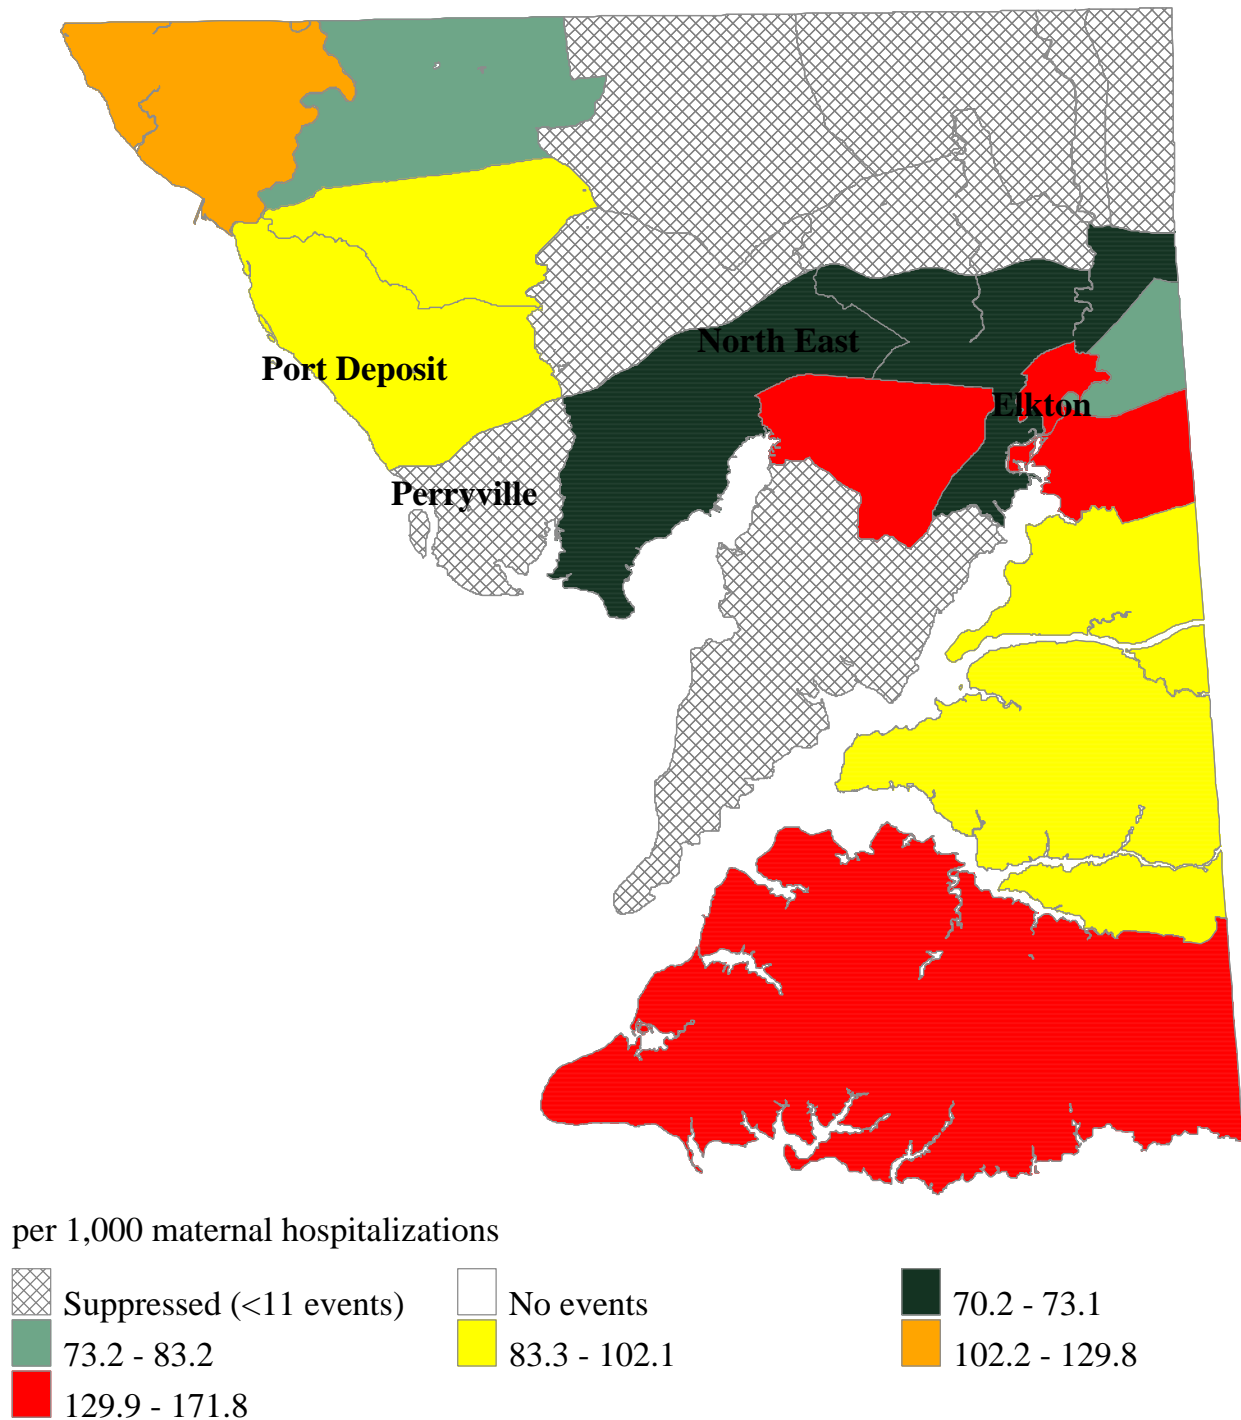 North East
Port Deposit
Elkton
Perryville
per 1,000 maternal hospitalizations
Suppressed (<11 events)
No events
70.2 - 73.1
73.2 - 83.2
83.3 - 102.1
102.2 - 129.8
129.9 - 171.8